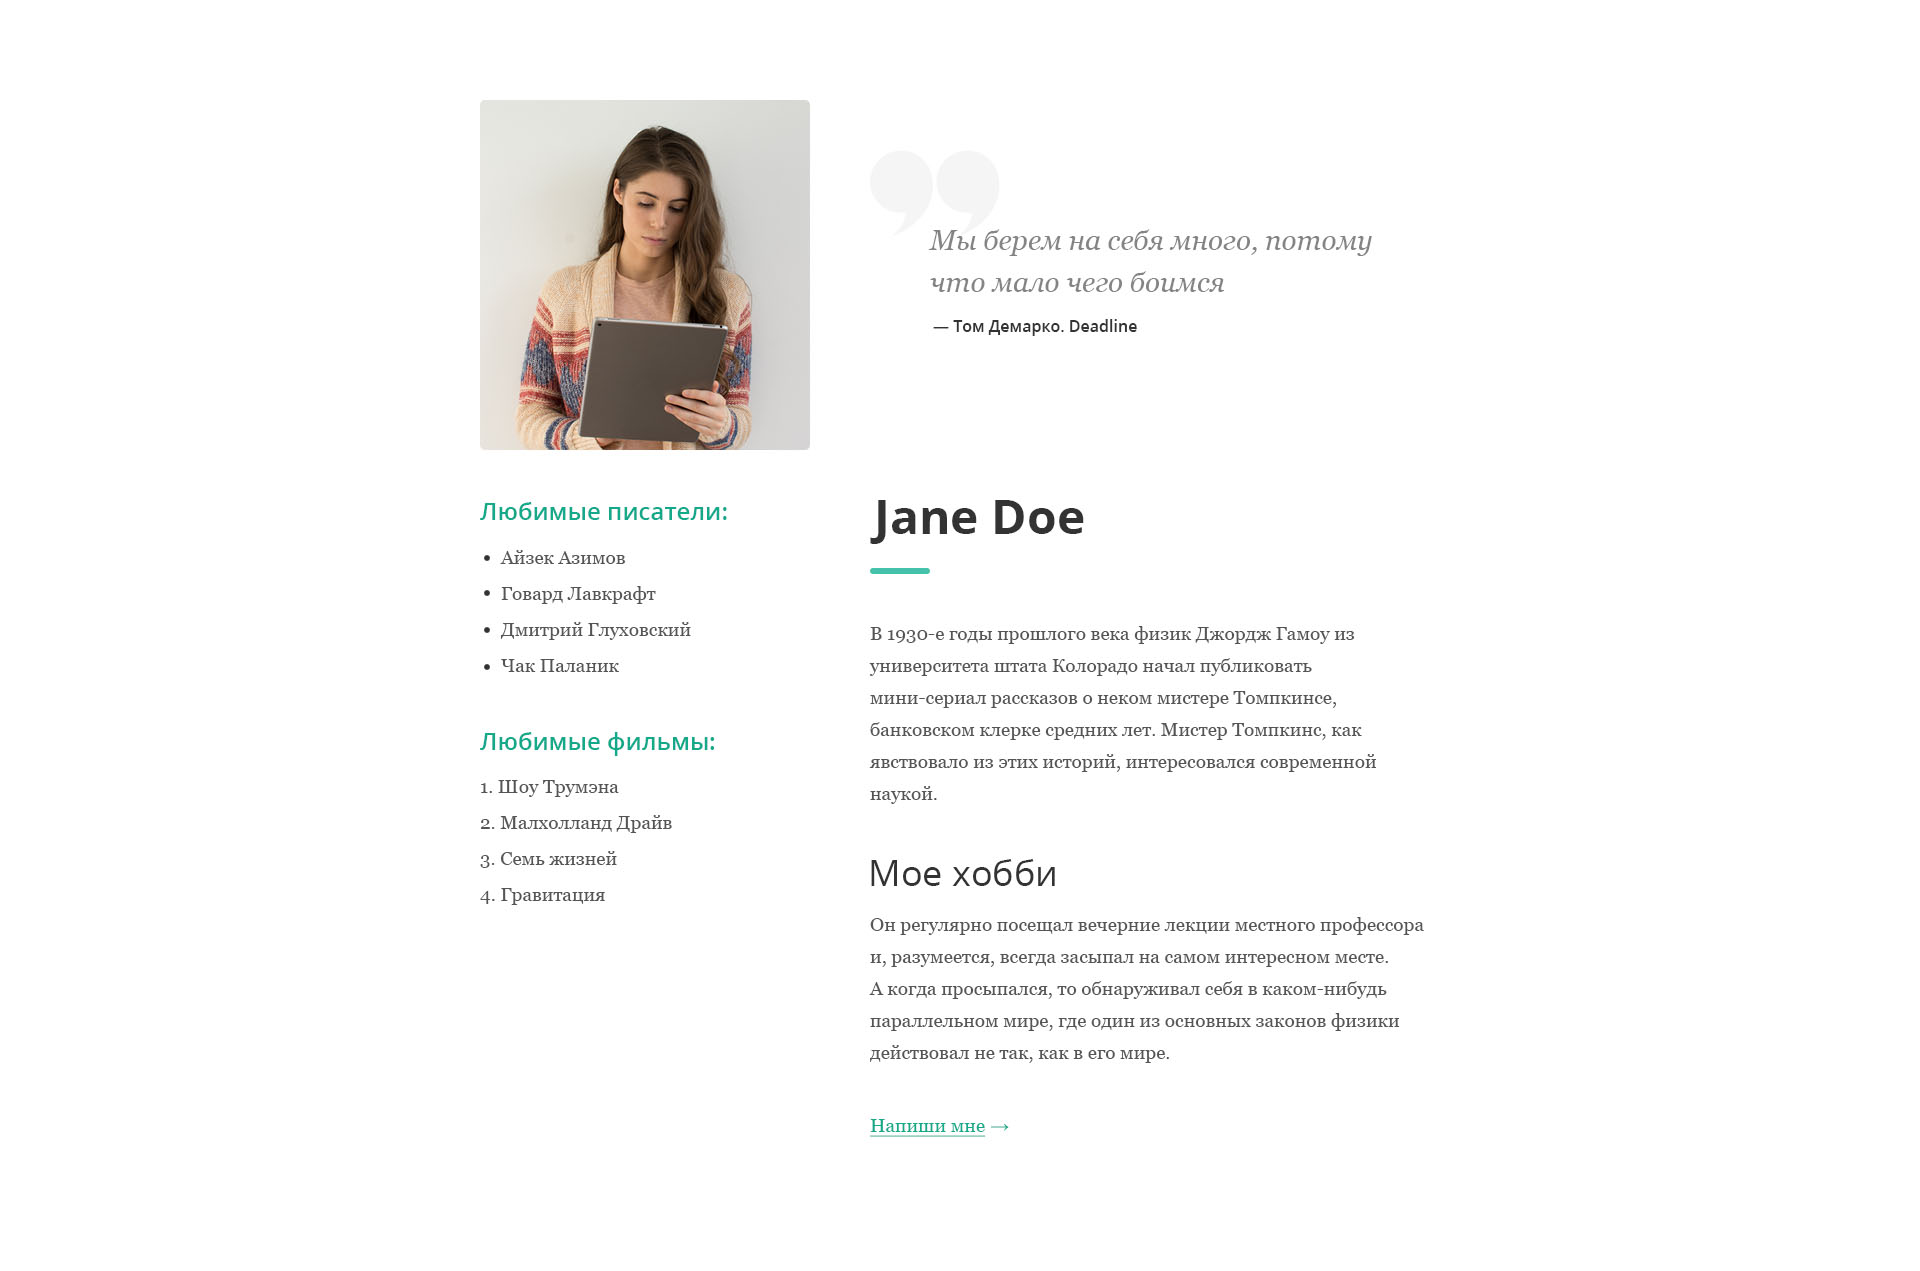 Мы берем на себя много, потому
что мало чего боимся
— Том Демарко. Deadline
Любимые писатели:
• Айзек Азимов
• Говард Лавкрафт
• Дмитрий Глуховский
• Чак Паланик
Любимые фильмы:
1. Шоу Трумэна
2. Малхолланд Драйв
3. Семь жизней
4. Гравитация
Jane Doe
В 1930-е годы прошлого века физик Джордж Гамоу из
университета штата Колорадо начал публиковать
мини-сериал рассказов о неком мистере Томпкинсе,
банковском клерке средних лет. Мистер Томпкинс, как
явствовало из этих историй, интересовался современной
наукой.
Мое хобби
Он регулярно посещал вечерние лекции местного профессора
и, разумеется, всегда засыпал на самом интересном месте.
А когда просыпался, то обнаруживал себя в каком-нибудь
параллельном мире, где один из основных законов физики
действовал не так, как в его мире.
Напиши мне →